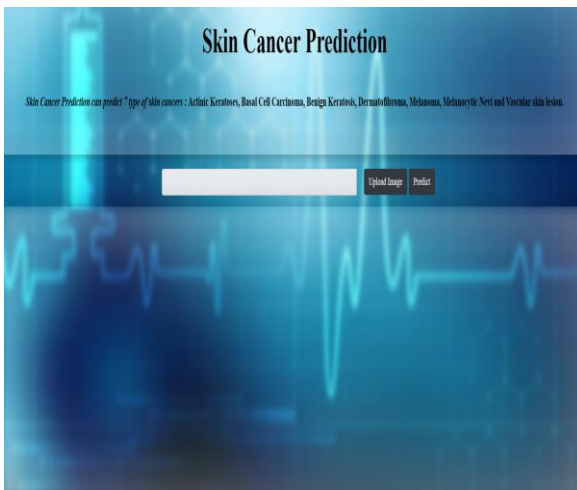 Skin Cancer Prediction
Skin Cancer Prediction can predict 7 type of skin cancers : Actinic Keratoses, Basal Cell Carcinoma, Benign Keratosis, Dermatofibroma, Melanoma, Melanocytic Nevi and Vascular skin lesion.
Upload Image Predict